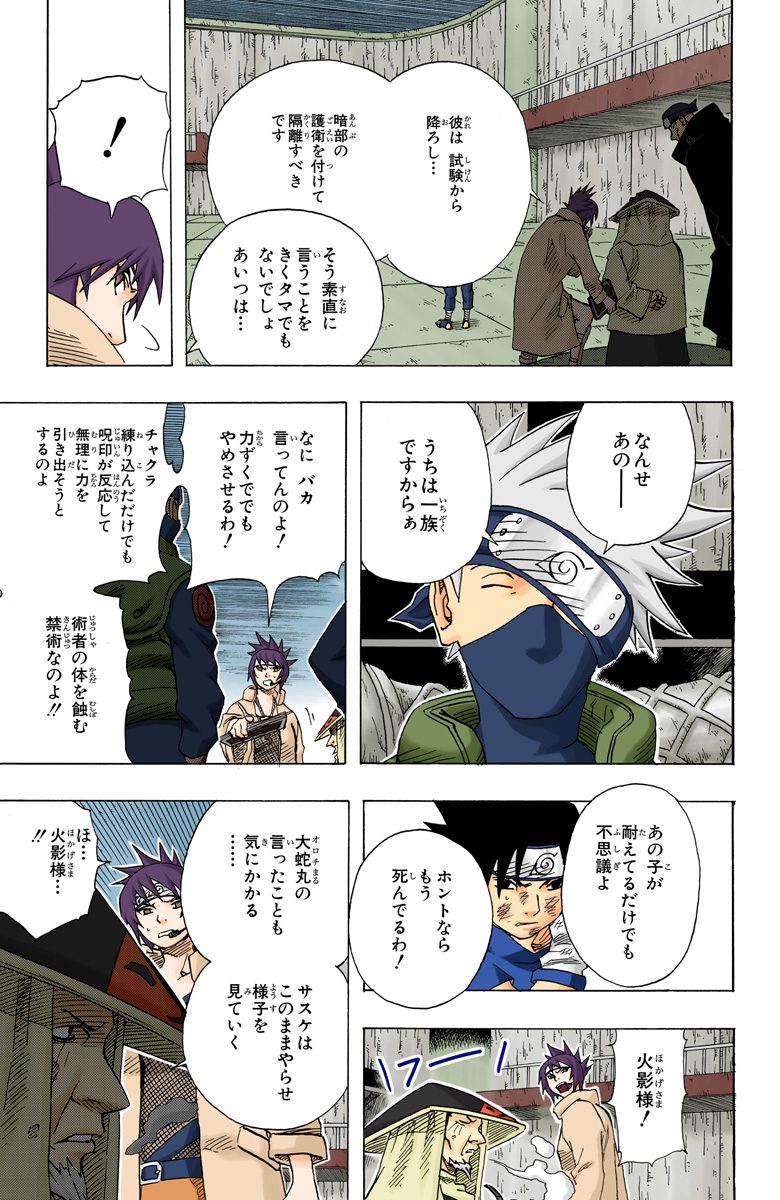 彼は 試験から
降ろし…
暗部の
護衛を付けて
隔離すべき
です
そう素直に
言うことを
きくタマでも
ないでしょ
あいつは…
！
なんせ
あの──
うちは一族
ですからぁ
なに バカ
言ってんのよ！
力ずくででも
やめさせるわ！
チャクラ
練り込んだだけでも
呪印が反応して
無理に力を
引き出そうと
するのよ
術者の体を蝕む
禁術なのよ！！
あの子が
耐えてるだけでも
不思議よ
ホントなら
もう
死んでるわ！
火影様！
フーーー
大蛇丸の
言ったことも
気にかかる
………
サスケは
このままやらせ
様子を
見ていく
ほ…
火影様…
！！